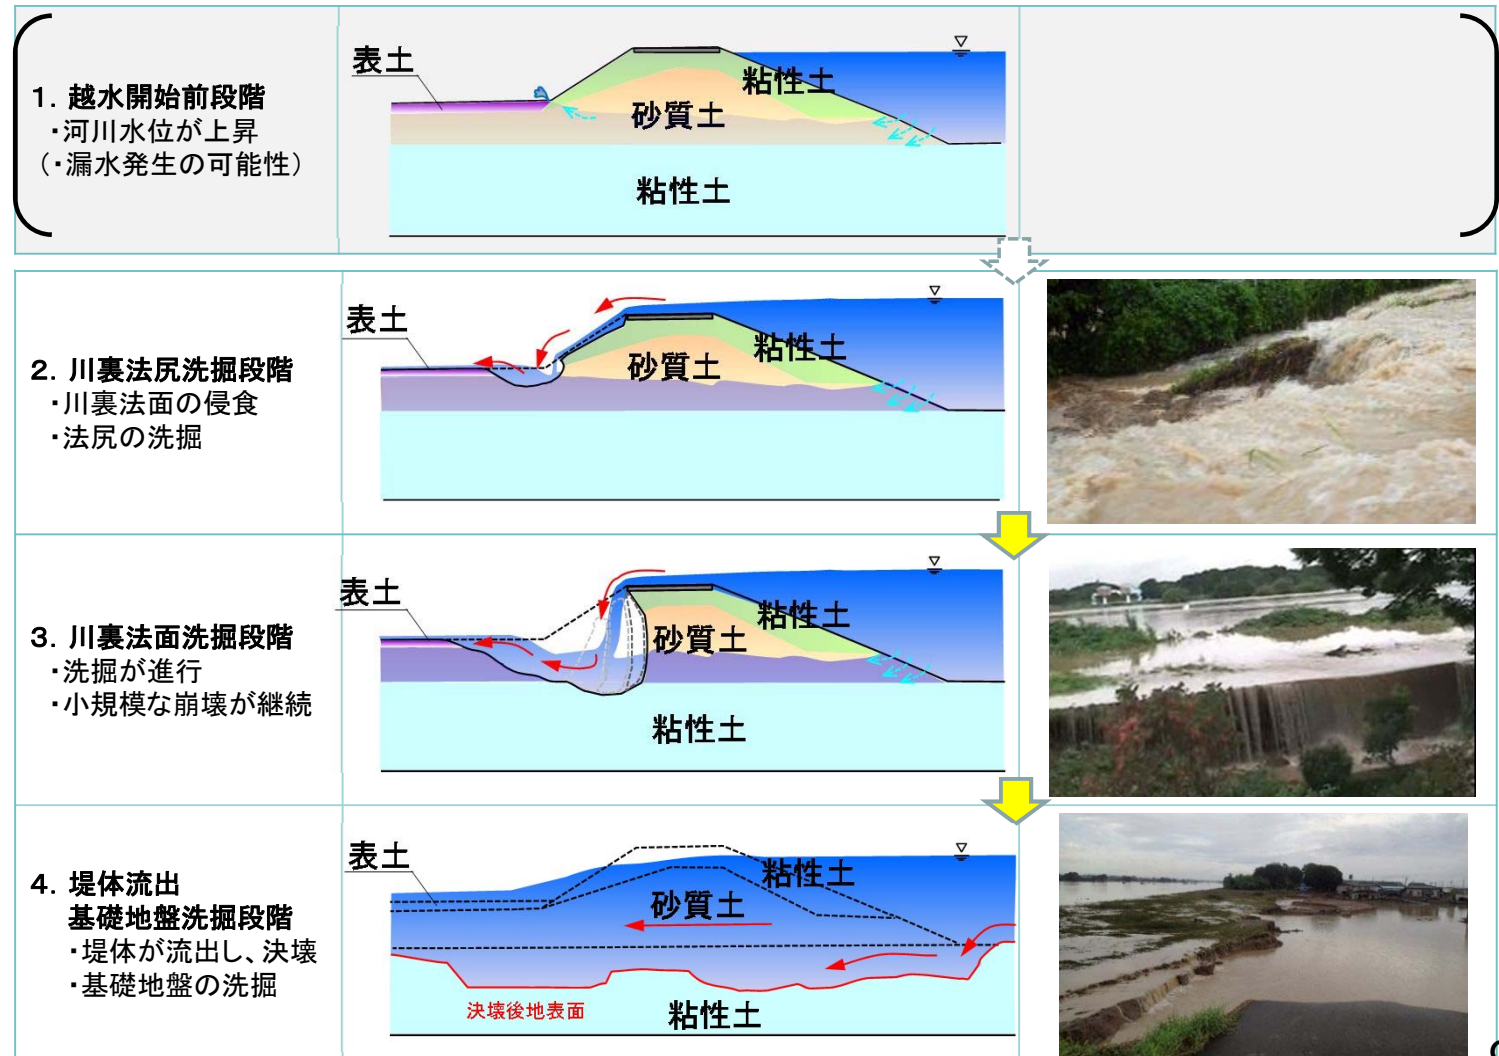 1．越水開始前段階
・河川水位が上昇
（・漏水発生の可能性）
表土
粘性土
砂質土
粘性土
2．川裏法尻洗掘段階
・川裏法面の侵食
・法尻の洗掘
表土
粘性土
砂質土
3．川裏法面洗掘段階
・洗掘が進行
・小規模な崩壊が継続
表土
粘性土
砂質土
粘性土
4．堤体流出
基礎地盤洗掘段階
・堤体が流出し、決壊
・基礎地盤の洗掘
表土
粘性土
砂質土
決壊後地表面
粘性土